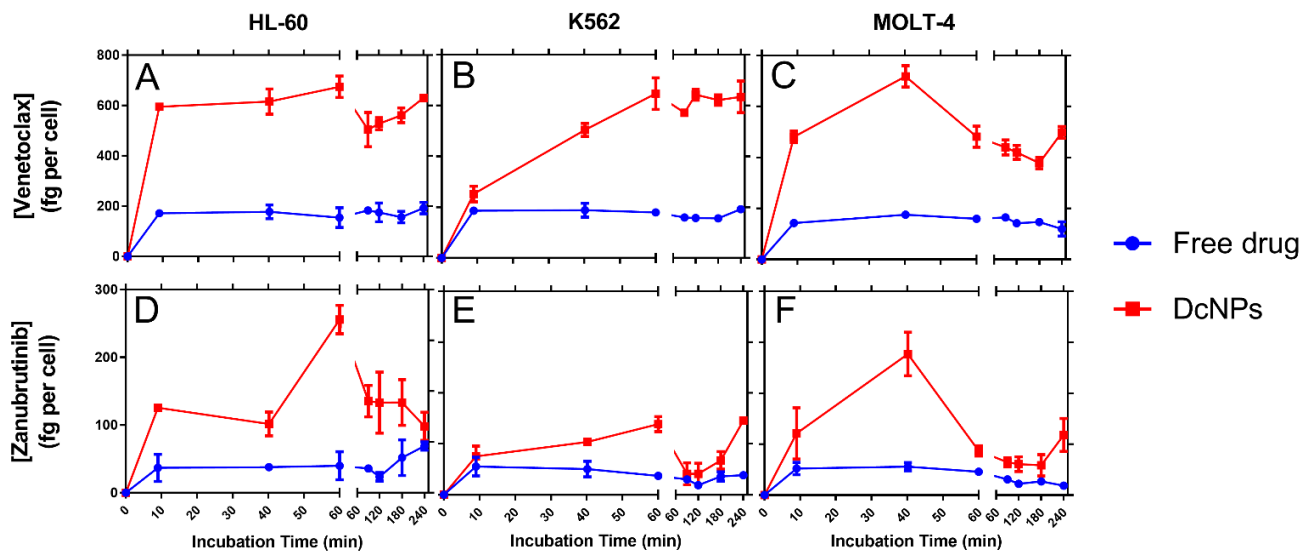 HL-60 K562 MOLT-4
[Venetoclax]
(fg per cell)
800
600
400
200
0
A B C
[Zanubrutinib]
(fg per cell)
300
200
100
0
D E F
0 10 20 30 40 50 60 60 120 180 240
0 10 20 30 40 50 60 60 120 180 240
0 10 20 30 40 50 60 60 120 180 240
Incubation Time (min) Incubation Time (min) Incubation Time (min)
Free drug
DcNPs